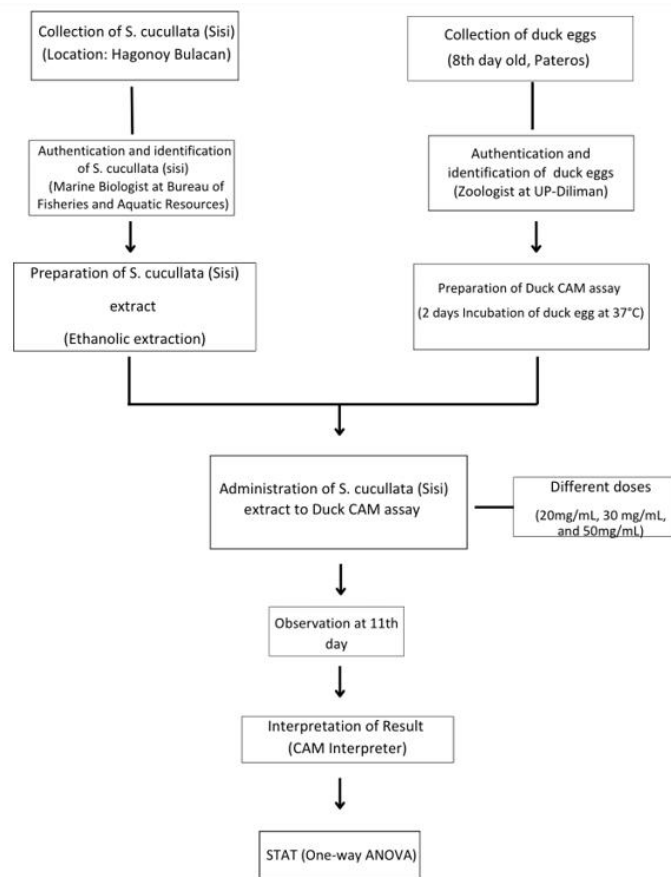 Collection of S. cucullata (Sisi)
(Location: Hagonoy Bulacan)
Collection of duck eggs
(8th day old, Pateros)
Authentication and identification
of S. cucullata (sisi)
(Marine Biologist at Bureau of
Fisheries and Aquatic Resources)
Authentication and
identification of duck eggs
(Zoologist at UP-Diliman)
Preparation of S. cucullata (Sisi)
extract
(Ethanolic extraction)
Preparation of Duck CAM assay
(2 days Incubation of duck egg at 37°C)
Administration of S. cucullata (Sisi)
extract to Duck CAM assay
Different doses
(20mg/mL, 30 mg/mL,
and 50mg/mL)
Observation at 11th
day
Interpretation of Result
(CAM Interpreter)
STAT (One-way ANOVA)